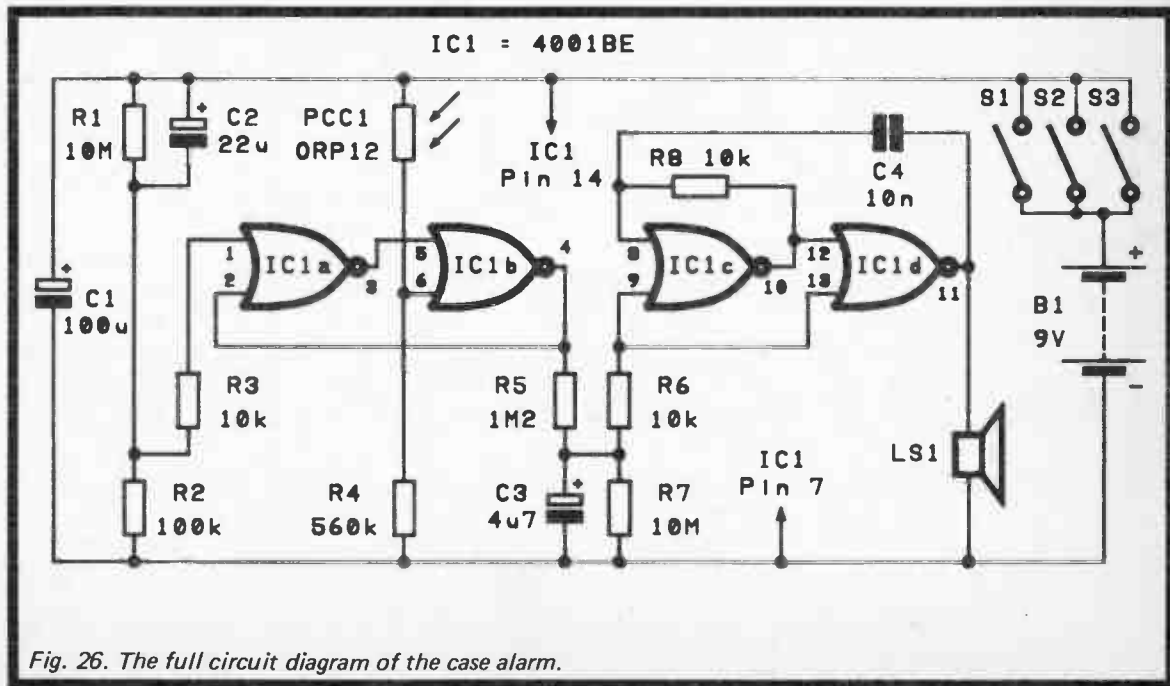 IC1 = 4001BE
R1
10M
C2
22u
+
PCC1
ORP12
IC1
Pin 14
R8 10k
C4
10n
S1 S2 S3
1
2
IC1a
3
5
6
IC1b
4
8
9
IC1c
10
12
13
IC1d
11
+
C1
100u
+
B1
9V
-
R3
10k
R5
1M2
R6
10k
LS1
R2
100k
R4
560k
C3
4u7
+
R7
10M
IC1
Pin 7
Fig. 26. The full circuit diagram of the case alarm.